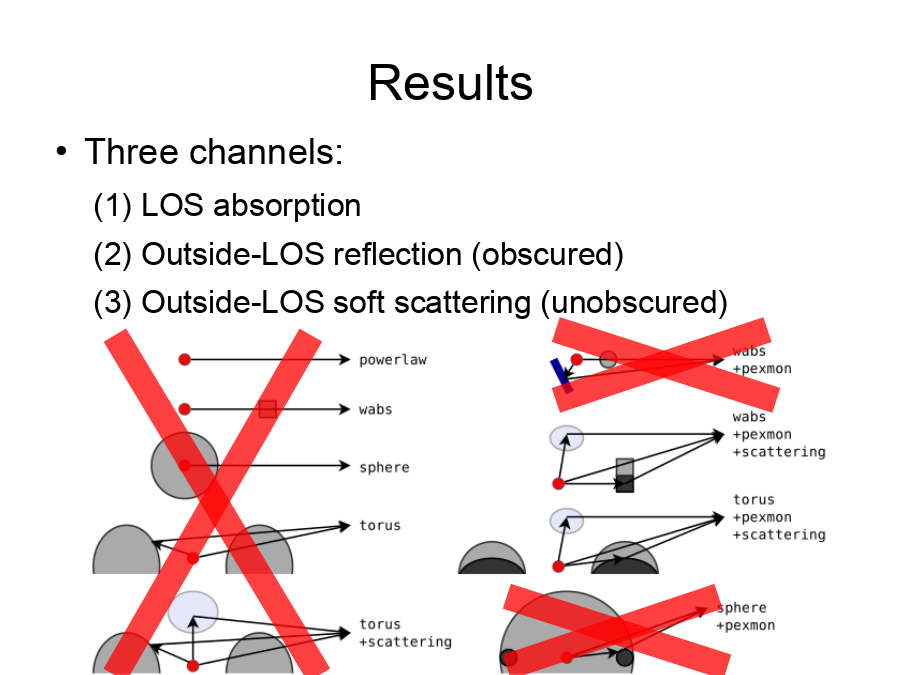 Results
• Three channels:
(1) LOS absorption
(2) Outside-LOS reflection (obscured)
(3) Outside-LOS soft scattering (unobscured)
powerlaw
wabs
sphere
torus
torus
+scattering
wabs
+pexmon
wabs
+pexmon
+scattering
torus
+pexmon
+scattering
sphere
+pexmon